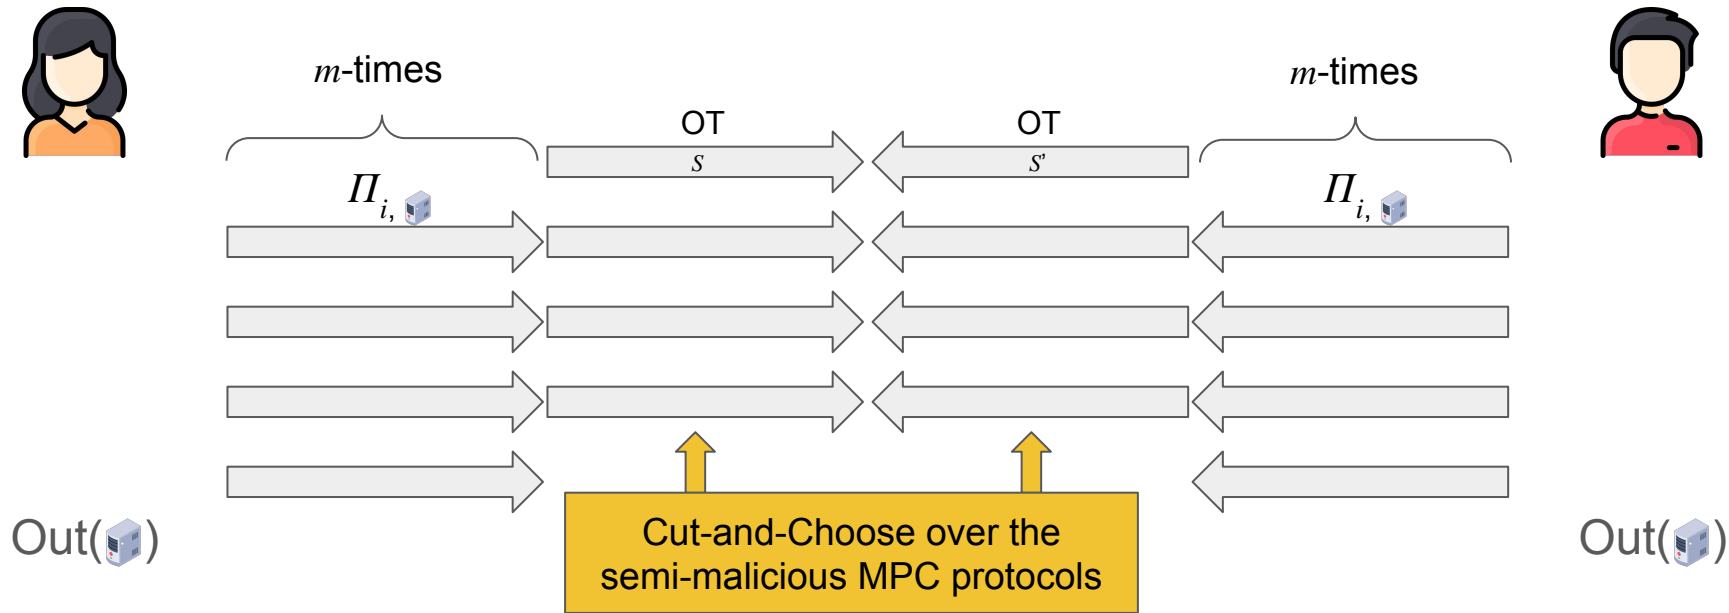 m-times
m-times
OT
OT
S
S'
Π i,
Π i,
Cut-and-Choose over the
semi-malicious MPC protocols
Out( )
Out( )